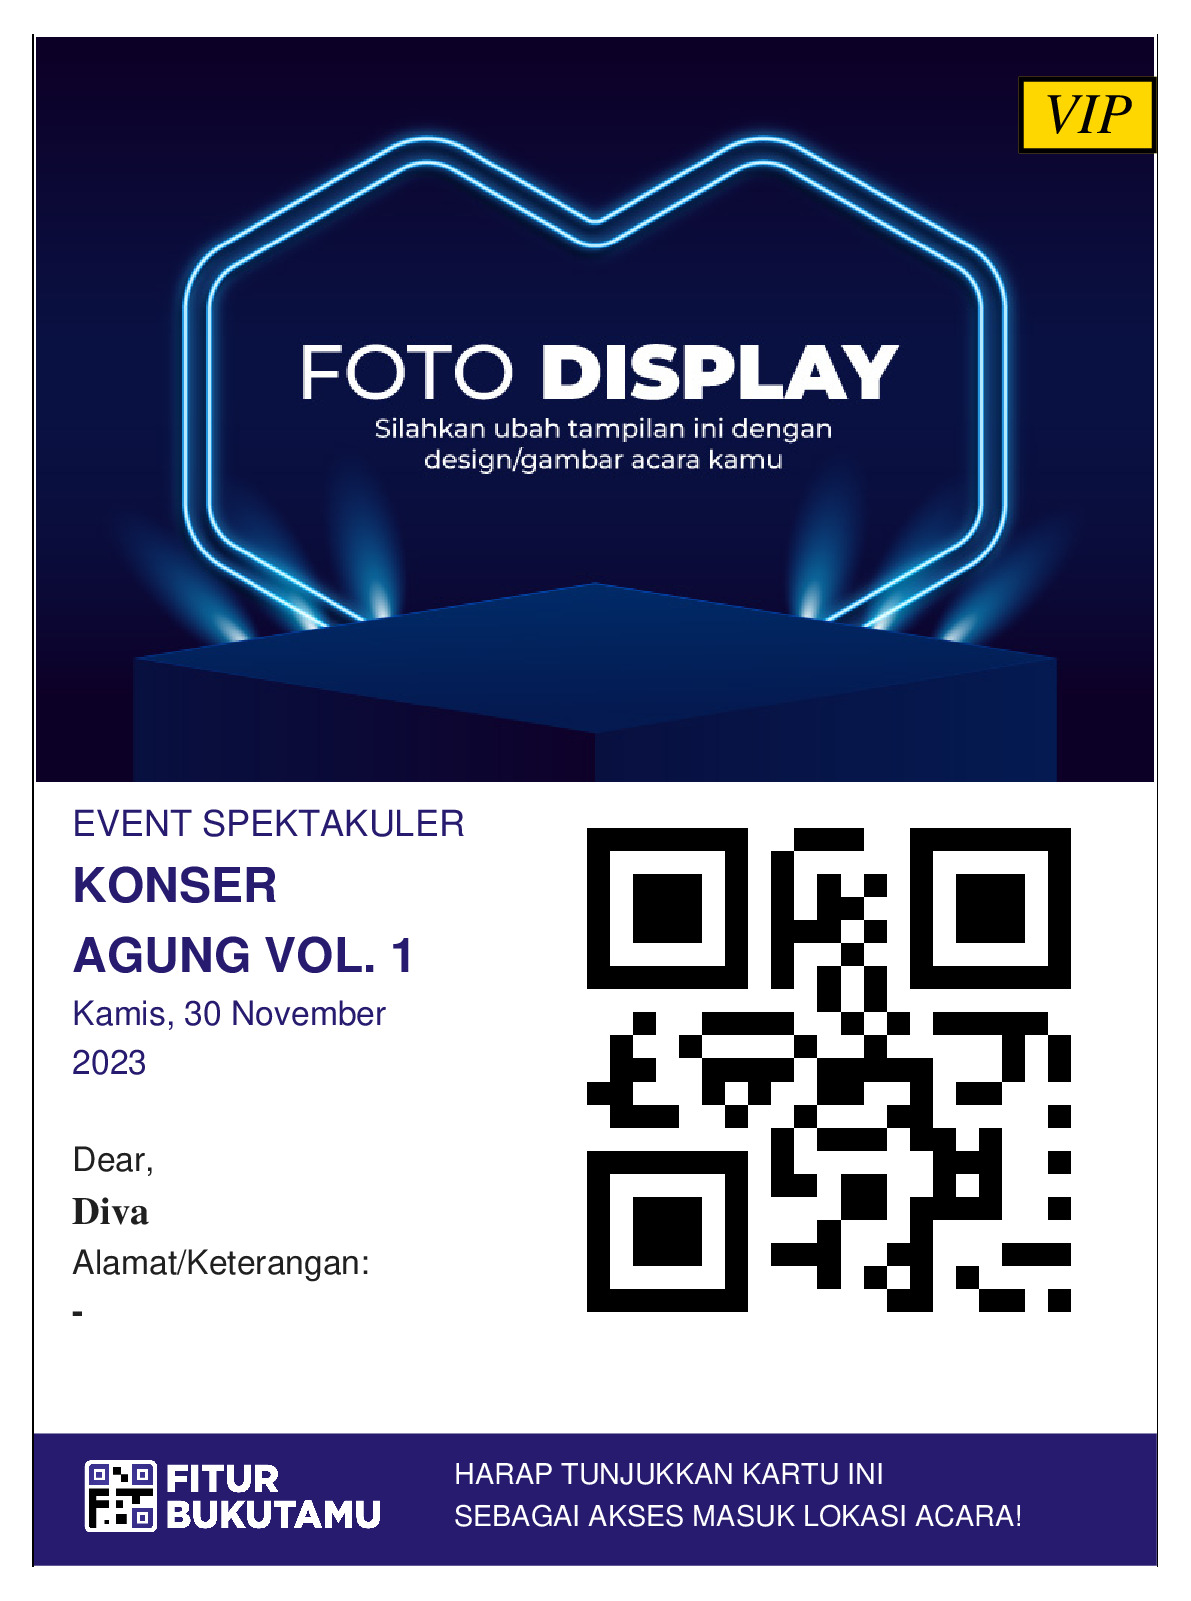 VIP
FOTO DISPLAY
Silahkan ubah tampilan ini dengan
design/gambar acara kamu
EVENT SPEKTAKULER
KONSER
AGUNG VOL. 1
Kamis, 30 November
2023
Dear,
Diva
Alamat/Keterangan:
-
FITUR
BUKUTAMU
HARAP TUNJUKKAN KARTU INI
SEBAGAI AKSES MASUK LOKASI ACARA!